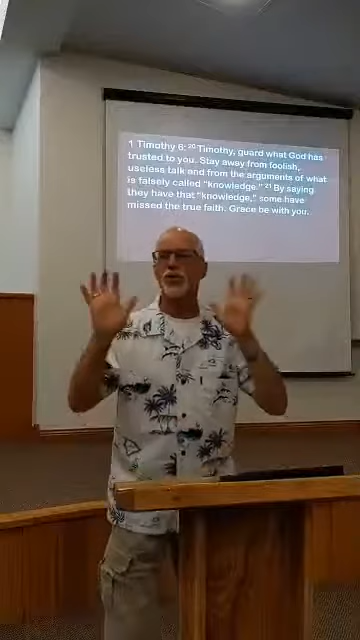 1 Timothy 6: 20 Timothy, guard what God has
trusted to you. Stay away from foolish,
useless talk and from the arguments of what
is falsely called “knowledge.” 21 By saying
they have that “knowledge,” some have
missed the true faith. Grace be with you.